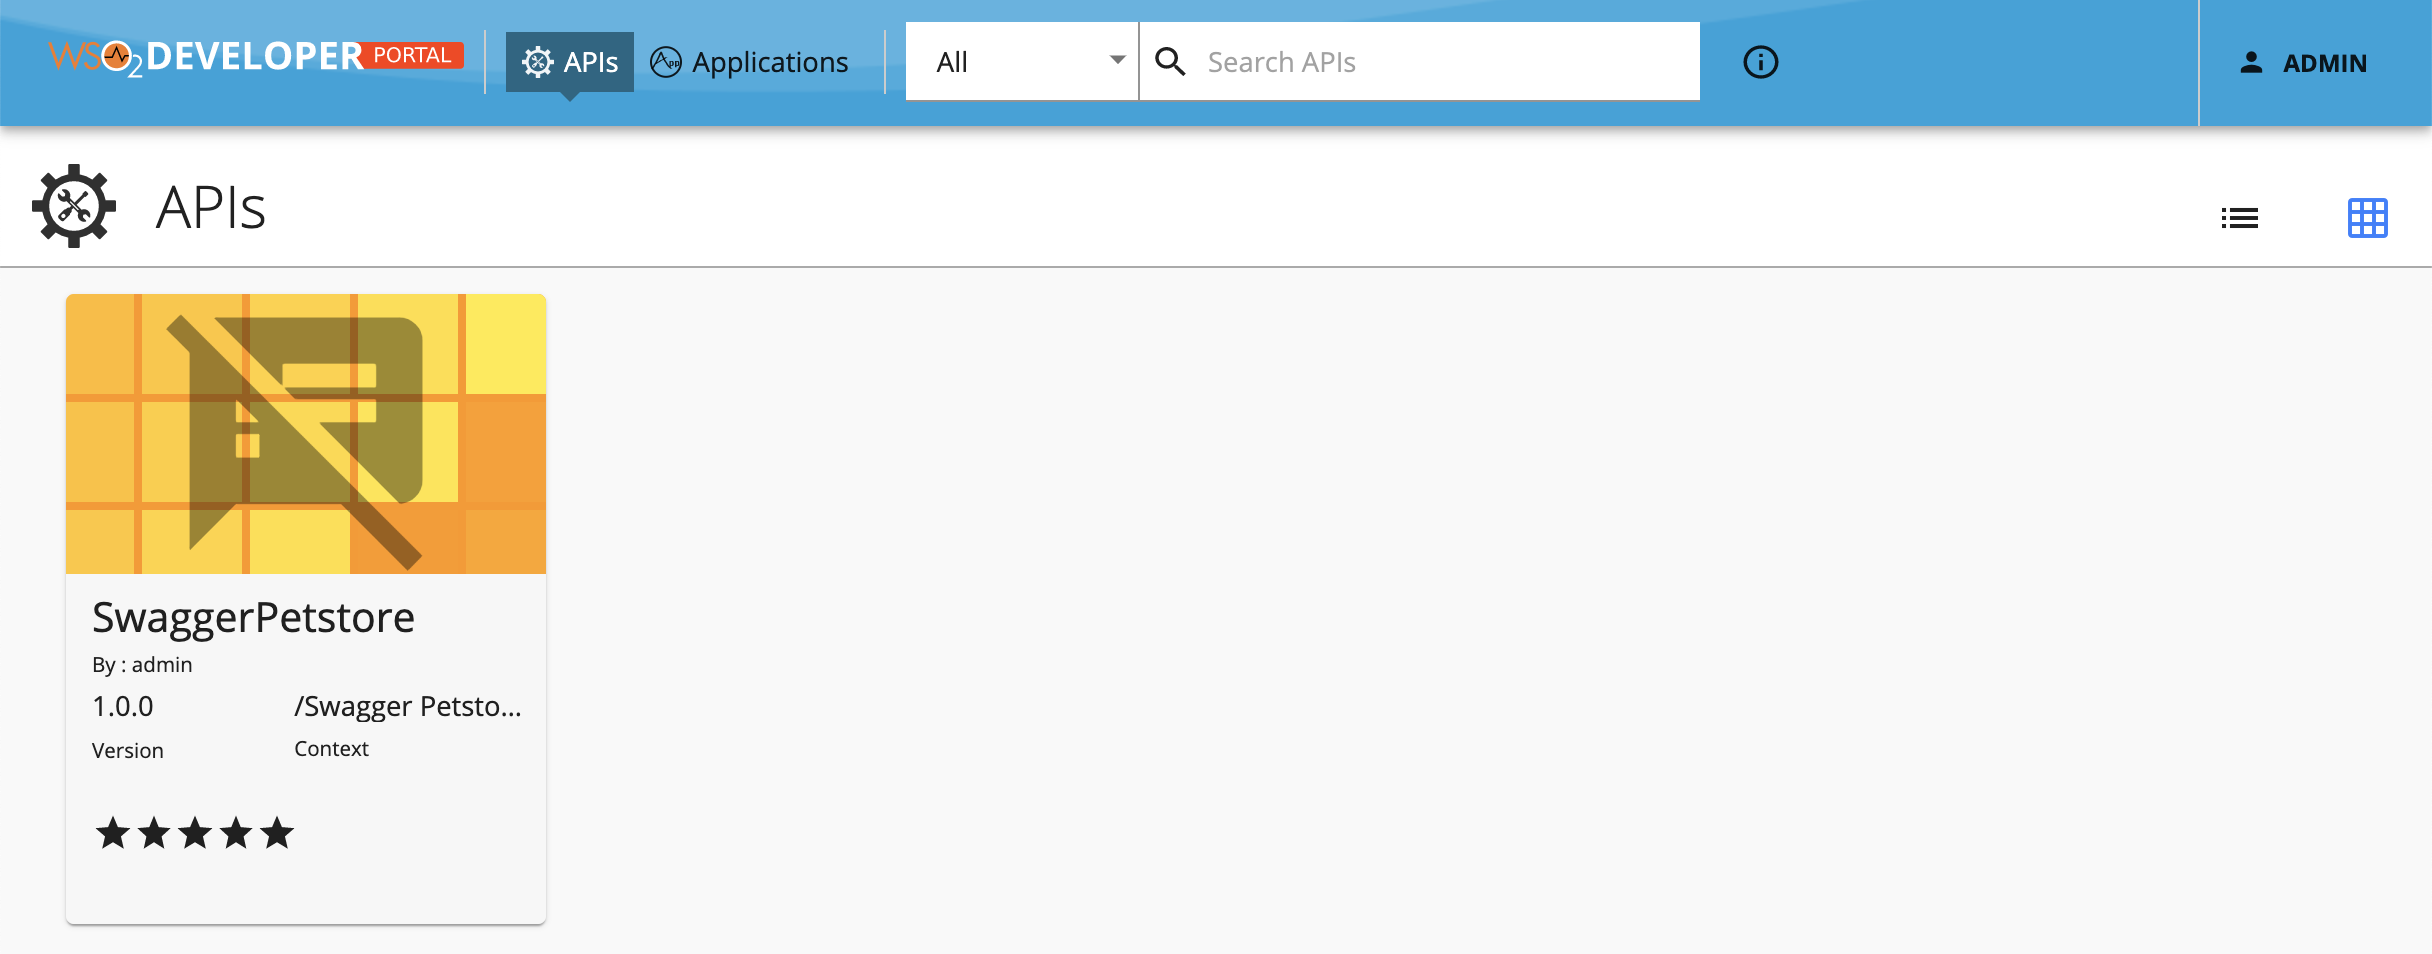 WSO2 DEVELOPER PORTAL
APIs
App Applications
All
Search APIs
ADMIN
APIs
SwaggerPetstore
By : admin
1.0.0
/Swagger Petsto...
Version
Context